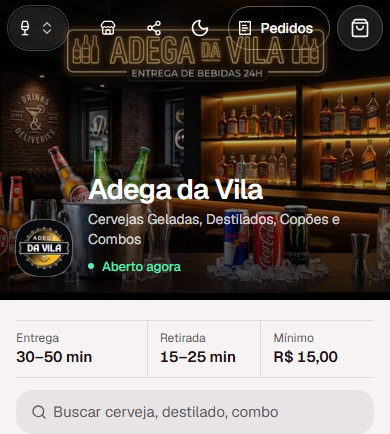 Pedidos
ADEGA DA VILA
ENTREGA DE BEBIDAS 24H
DRINKS
& DELIVERIES
Adega da Vila
Cervejas Geladas, Destilados, Copões e
Combos
ADEGA
DA VILA
Aberto agora
Entrega
30–50 min
Retirada
15–25 min
Mínimo
R$ 15,00
Buscar cerveja, destilado, combo